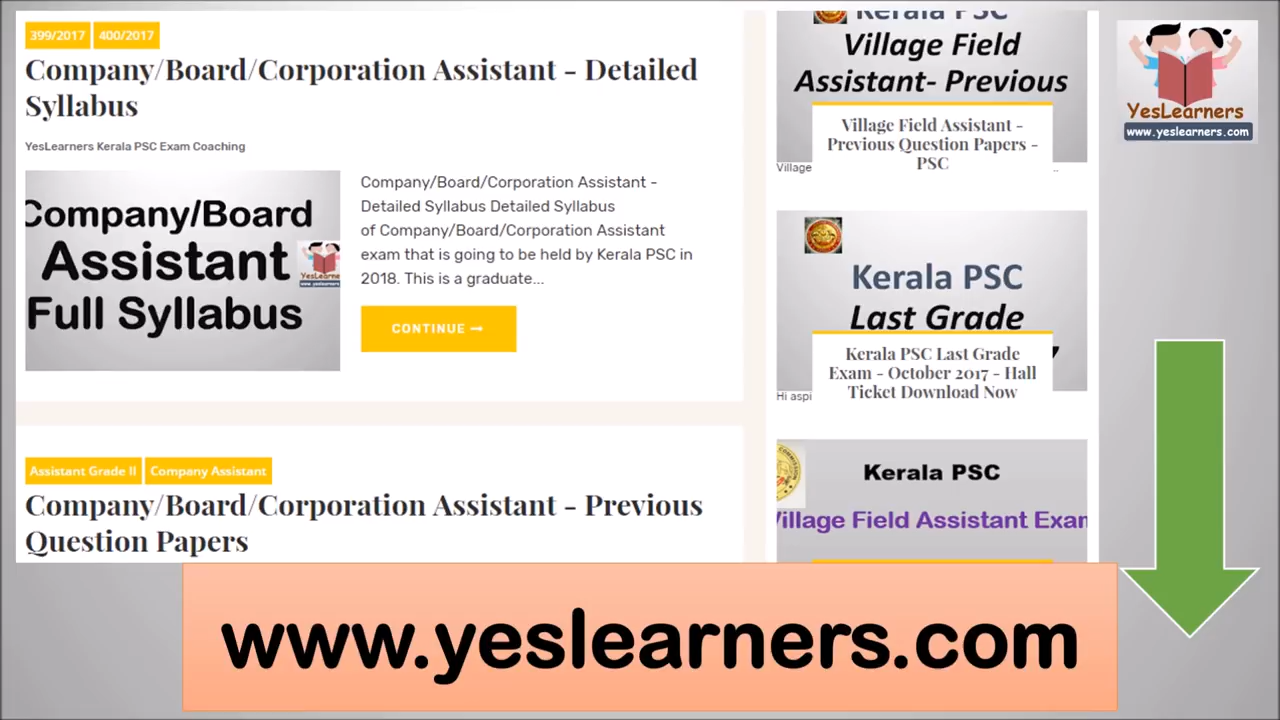 399/2017 400/2017
Company/Board/Corporation Assistant - Detailed
Syllabus
YesLearners Kerala PSC Exam Coaching
Company/Board
Assistant
Full Syllabus
YesLearners
Company/Board/Corporation Assistant -
Detailed Syllabus Detailed Syllabus
of Company/Board/Corporation Assistant
exam that is going to be held by Kerala PSC in
2018. This is a graduate...
CONTINUE
Assistant Grade II Company Assistant
Company/Board/Corporation Assistant - Previous
Question Papers
Kerala PSC
Village Field
Assistant- Previous
Village Field Assistant -
Previous Question Papers -
PSC
Village
..
Kerala PSC
Last Grade
Kerala PSC Last Grade
Exam - October 2017 - Hall
Ticket Download Now
Hi aspi
Kerala PSC
Village Field Assistant Exam
YesLearners
www.yeslearners.com
www.yeslearners.com